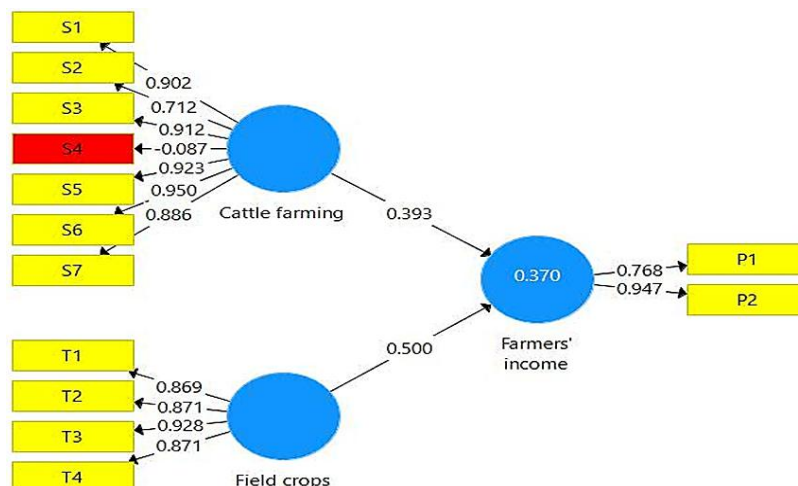 S1
S2
S3
S4
S5
S6
S7
0.902
0.712
0.912
-0.087
0.923
0.950
0.886
Cattle farming
0.393
0.370
Farmers'
income
0.768
0.947
P1
P2
0.500
T1
T2
T3
T4
0.869
0.871
0.928
0.871
Field crops